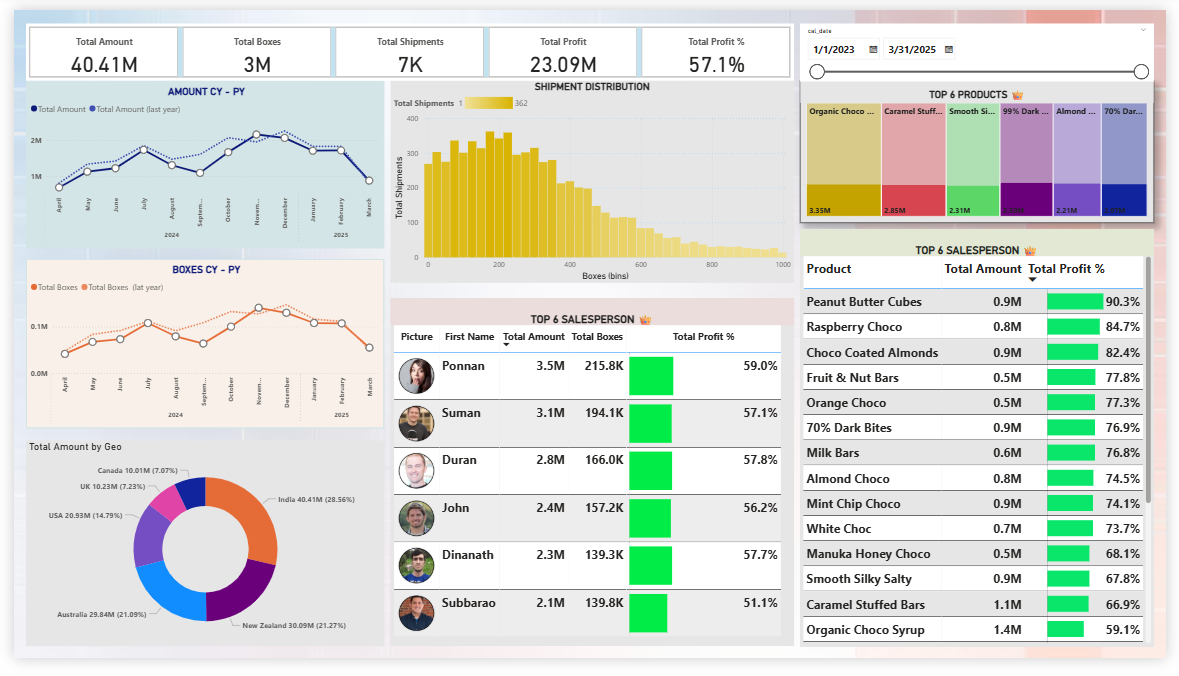 Total Amount
40.41M
Total Boxes
3M
Total Shipments
7K
Total Profit
23.09M
Total Profit %
57.1%
cal_date
1/1/2023 3/31/2025
AMOUNT CY - PY
Total Amount Total Amount (last year)
2M
1M
April May June July August Septem... October Novem... December January February March
2024 2025
BOXES CY - PY
Total Boxes Total Boxes (lat year)
0.1M
0.0M
April May June July August Septem... October Novem... December January February March
2024 2025
Total Amount by Geo
Canada 10.01M (7.07%)
UK 10.23M (7.23%)
USA 20.93M (14.79%)
India 40.41M (28.56%)
Australia 29.84M (21.09%)
New Zealand 30.09M (21.27%)
SHIPMENT DISTRIBUTION
Total Shipments 1 362
Total Shipments
400
300
200
100
0
0 200 400 600 800 1000
Boxes (bins)
TOP 6 SALESPERSON
Picture First Name Total Amount Total Boxes Total Profit %
Ponnan 3.5M 215.8K 59.0%
Suman 3.1M 194.1K 57.1%
Duran 2.8M 166.0K 57.8%
John 2.4M 157.2K 56.2%
Dinanath 2.3M 139.3K 57.7%
Subbarao 2.1M 139.8K 51.1%
TOP 6 PRODUCTS
Organic Choco ... Caramel Stuff... Smooth Si... 99% Dark ... Almond ... 70% Dar...
3.35M 2.85M 2.31M 2.21M
TOP 6 SALESPERSON
Product Total Amount Total Profit %
Peanut Butter Cubes 0.9M 90.3%
Raspberry Choco 0.8M 84.7%
Choco Coated Almonds 0.9M 82.4%
Fruit & Nut Bars 0.5M 77.8%
Orange Choco 0.5M 77.3%
70% Dark Bites 0.9M 76.9%
Milk Bars 0.6M 76.8%
Almond Choco 0.8M 74.5%
Mint Chip Choco 0.9M 74.1%
White Choc 0.7M 73.7%
Manuka Honey Choco 0.5M 68.1%
Smooth Silky Salty 0.9M 67.8%
Caramel Stuffed Bars 1.1M 66.9%
Organic Choco Syrup 1.4M 59.1%